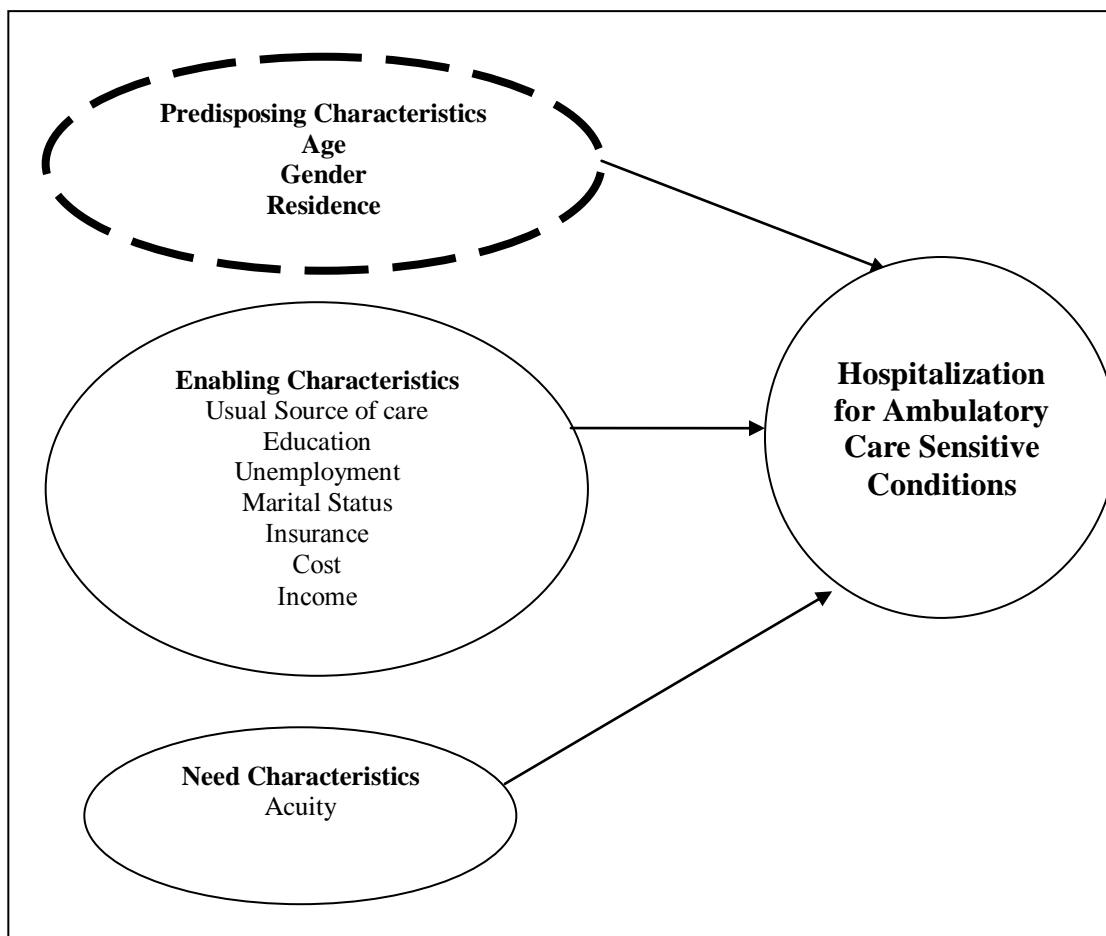 Predisposing Characteristics
Age
Gender
Residence
Enabling Characteristics
Usual Source of care
Education
Unemployment
Marital Status
Insurance
Cost
Income
Need Characteristics
Acuity
Hospitalization
for Ambulatory
Care Sensitive
Conditions